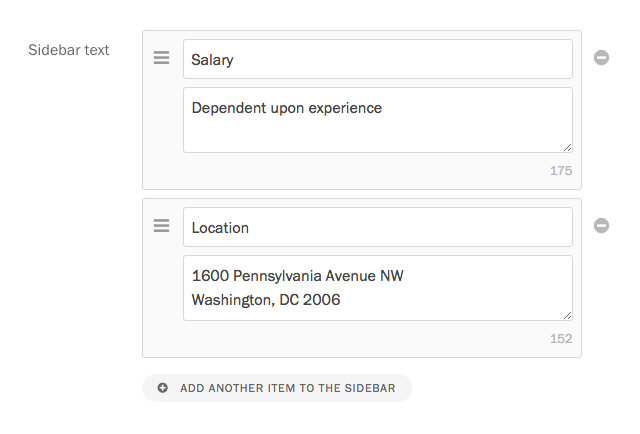 Sidebar text
Salary
Dependent upon experience
175
Location
1600 Pennsylvania Avenue NW
Washington, DC 2006
152
ADD ANOTHER ITEM TO THE SIDEBAR